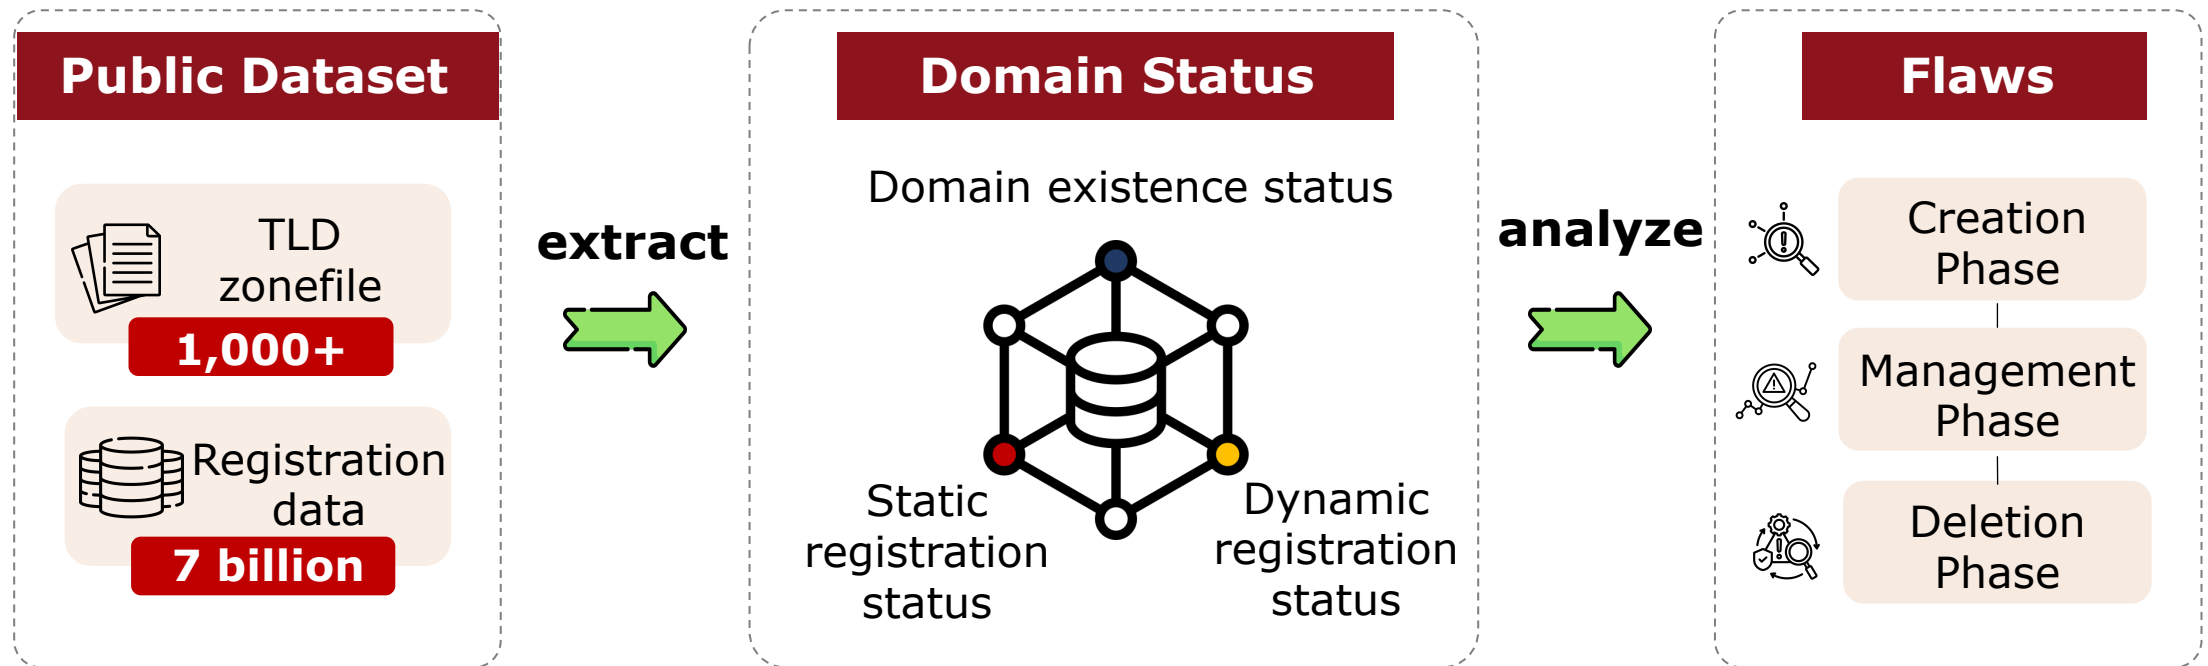 Public Dataset
TLD
zonefile
1,000+
Registration
data
7 billion
extract
Domain Status
Domain existence status
Static
registration
status
Dynamic
registration
status
analyze
Flaws
Creation
Phase
Management
Phase
Deletion
Phase